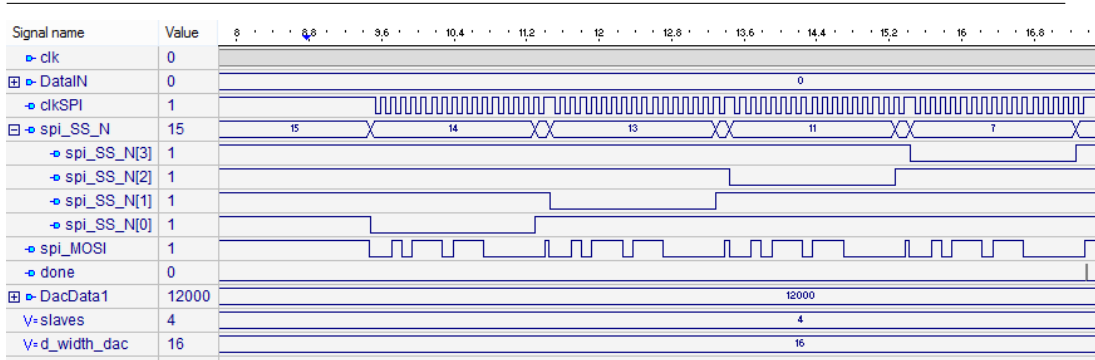 Signal name Value 8 8,8 9,6 10,4 11,2 12 12,8 13,6 14,4 15,2 16 16,8
clk 0
DataIN 0 0
clkSPI 1
spi_SS_N 15 15 14 13 11 7
spi_SS_N[3] 1
spi_SS_N[2] 1
spi_SS_N[1] 1
spi_SS_N[0] 1
spi_MOSI 1
done 0
DacData1 12000 12000
V= slaves 4 4
V= d_width_dac 16 16